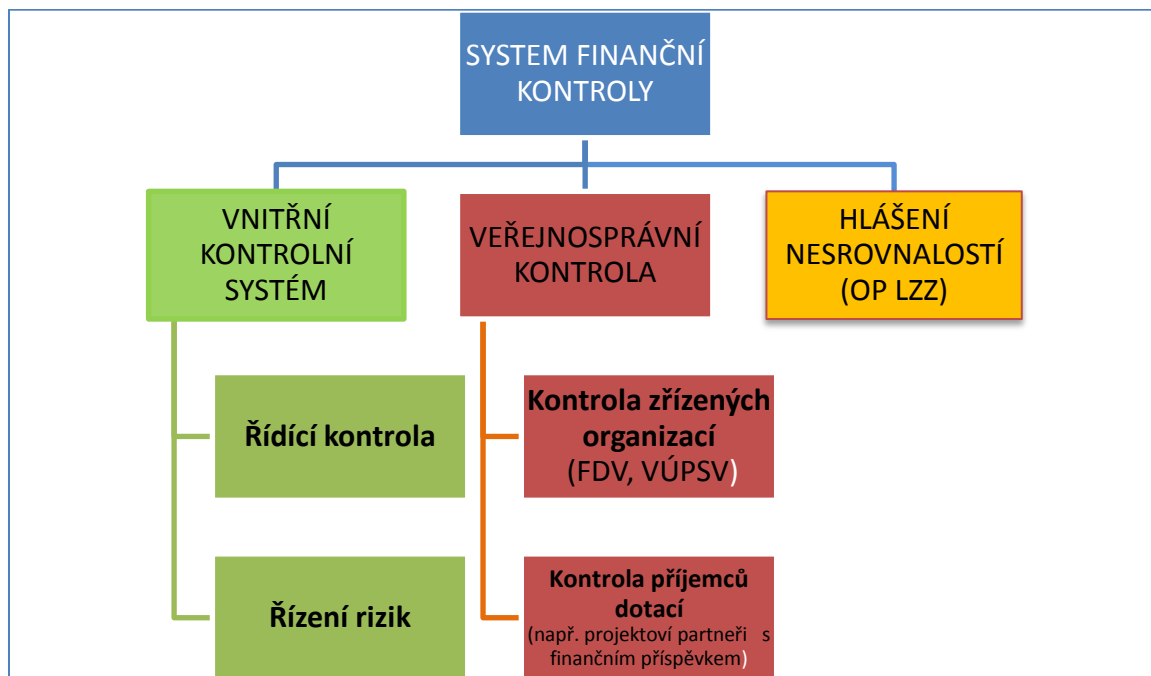 SYSTEM FINANČNÍ
KONTROLY
VNITŘNÍ
KONTROLNÍ
SYSTÉM
VEŘEJNOSPRÁVNÍ
KONTROLA
HLÁŠENÍ
NESROVNALOSTÍ
(OP LZZ)
Řídící kontrola
Kontrola zřízených
organizací
(FDV, VÚPSV)
Řízení rizik
Kontrola příjemců
dotací
(např. projektoví partneři s
finančním příspěvkem)